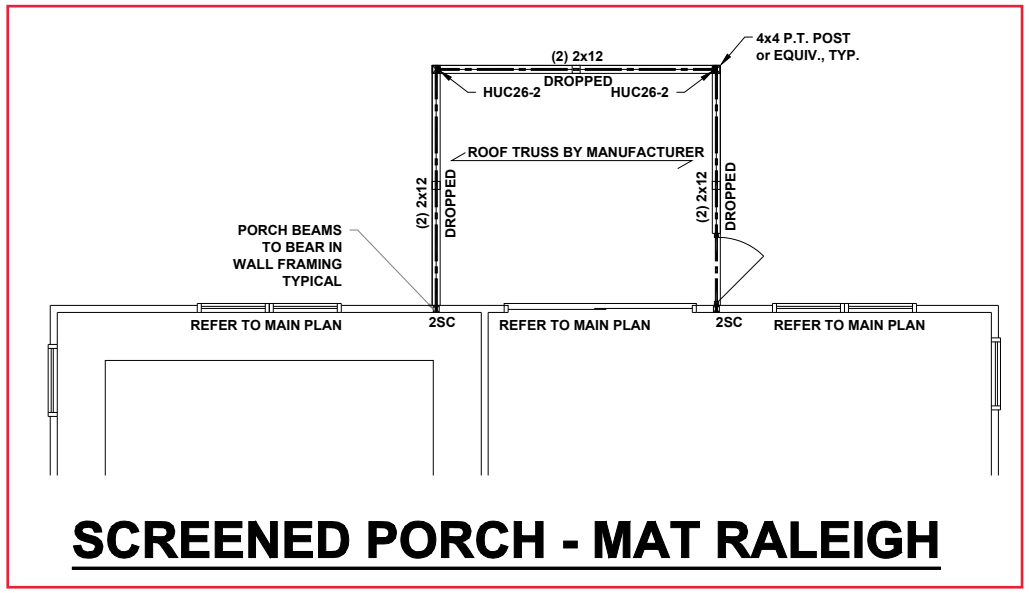 4x4 P.T. POST
or EQUIV., TYP.
(2) 2x12
DROPPED
HUC26-2
HUC26-2
ROOF TRUSS BY MANUFACTURER
(2) 2x12
DROPPED
(2) 2x12
DROPPED
PORCH BEAMS
TO BEAR IN
WALL FRAMING
TYPICAL
REFER TO MAIN PLAN
2SC
REFER TO MAIN PLAN
2SC
REFER TO MAIN PLAN
SCREENED PORCH - MAT RALEIGH